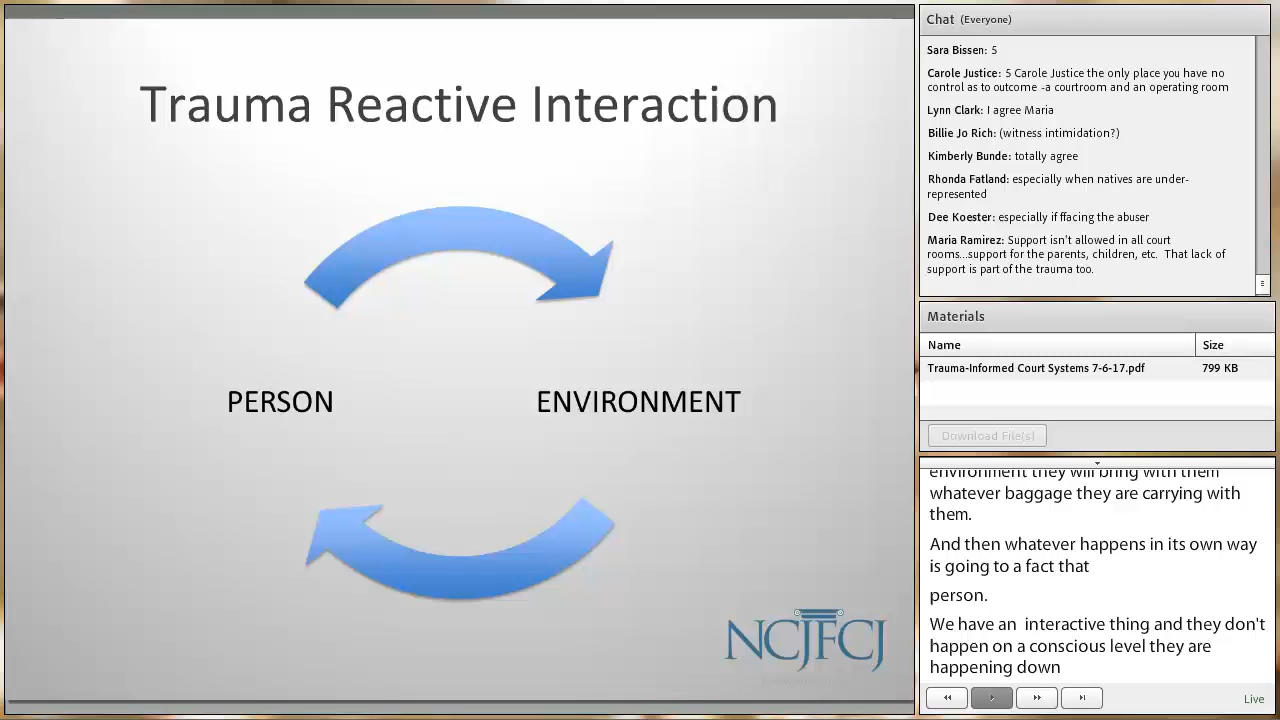 Trauma Reactive Interaction
PERSON
ENVIRONMENT
NCJFCJ
Chat (Everyone)
Sara Bissen: 5
Carole Justice: 5 Carole Justice the only place you have no
control as to outcome -a courtroom and an operating room
Lynn Clark: I agree Maria
Billie Jo Rich: (witness intimidation?)
Kimberly Bunde: totally agree
Rhonda Fatland: especially when natives are under-
represented
Dee Koester: especially if ffacing the abuser
Maria Ramirez: Support isn't allowed in all court
rooms...support for the parents, children, etc. That lack of
support is part of the trauma too.
Materials
Name
Size
Trauma-Informed Court Systems 7-6-17.pdf
799 KB
Download File(s)
environment they will bring with them
whatever baggage they are carrying with
them.
And then whatever happens in its own way
is going to a fact that
person.
We have an interactive thing and they don't
happen on a conscious level they are
happening down
Live